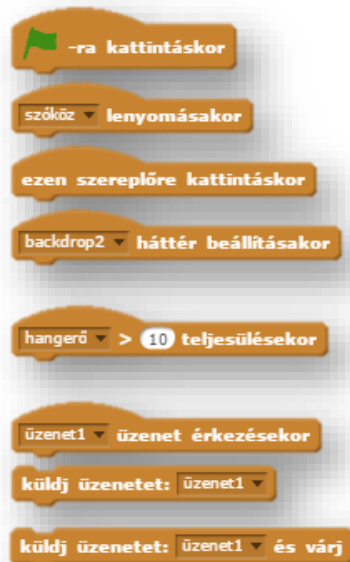 -ra kattintáskor
szóköz lenyomásakor
ezen szereplőre kattintáskor
backdrop2 háttér beállításakor
hangerő > 10 teljesülésekor
üzenet1 üzenet érkezésekor
küldj üzenetet: üzenet1
küldj üzenetet: üzenet1 és várj